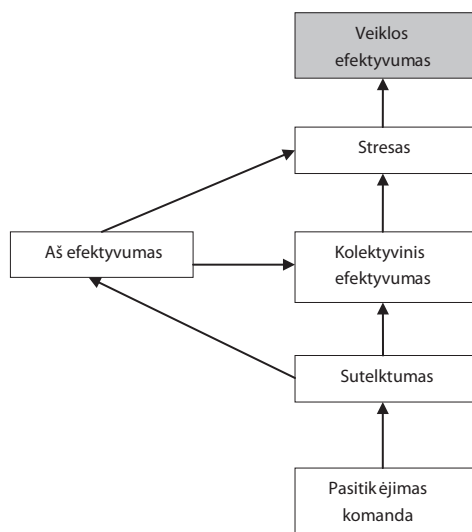 Veiklos
efektyvumas
Stresas
Aš efektyvumas
Kolektyvinis
efektyvumas
Sutelktumas
Pasitikėjimas
komanda